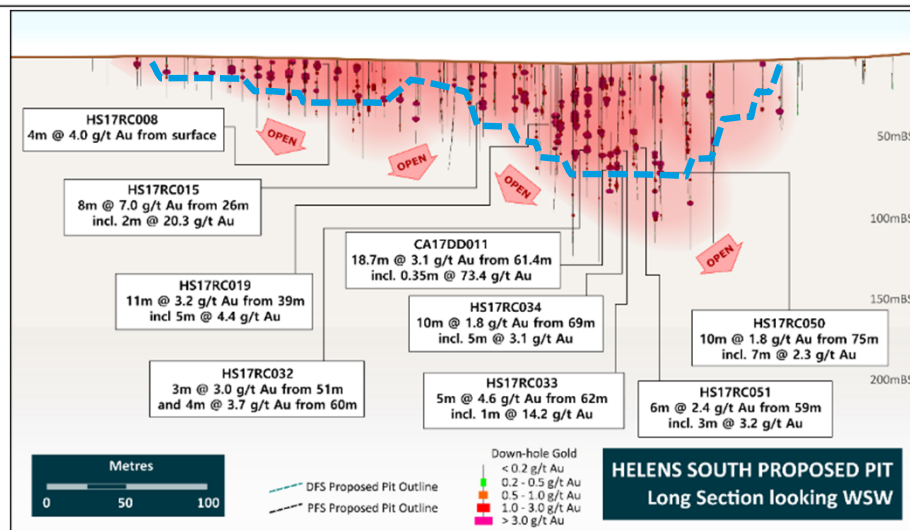 HS17RC008
4m @ 4.0 g/t Au from surface
OPEN
OPEN
OPEN
OPEN
50mBS
100mBS
150mBS
200mBS
HS17RC015
8m @ 7.0 g/t Au from 26m
incl. 2m @ 20.3 g/t Au
HS17RC019
11m @ 3.2 g/t Au from 39m
incl 5m @ 4.4 g/t Au
HS17RC032
3m @ 3.0 g/t Au from 51m
and 4m @ 3.7 g/t Au from 60m
CA17DD011
18.7m @ 3.1 g/t Au from 61.4m
incl. 0.35m @ 73.4 g/t Au
HS17RC034
10m @ 1.8 g/t Au from 69m
incl. 5m @ 3.1 g/t Au
HS17RC033
5m @ 4.6 g/t Au from 62m
incl. 1m @ 14.2 g/t Au
HS17RC050
10m @ 1.8 g/t Au from 75m
incl. 7m @ 2.3 g/t Au
HS17RC051
6m @ 2.4 g/t Au from 59m
incl. 3m @ 3.2 g/t Au
Metres
0 50 100
DFS Proposed Pit Outline
PFS Proposed Pit Outline
Down-hole Gold
< 0.2 g/t Au
0.2 - 0.5 g/t Au
0.5 - 1.0 g/t Au
1.0 - 3.0 g/t Au
> 3.0 g/t Au
HELENS SOUTH PROPOSED PIT
Long Section looking WSW